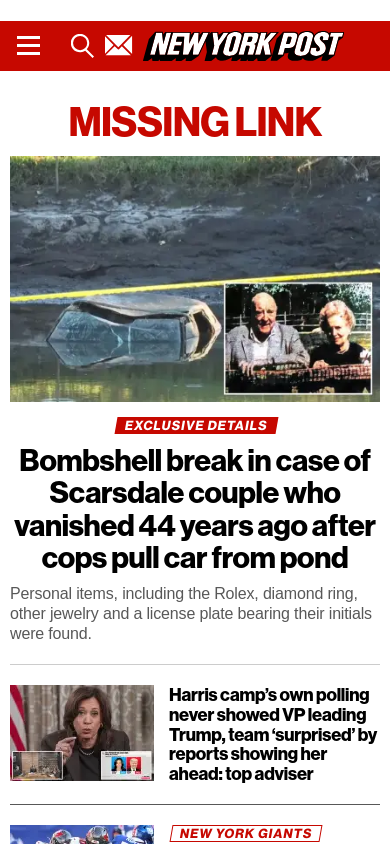 NEW YORK POST
MISSING LINK
EXCLUSIVE DETAILS
Bombshell break in case of
Scarsdale couple who
vanished 44 years ago after
cops pull car from pond
Personal items, including the Rolex, diamond ring,
other jewelry and a license plate bearing their initials
were found.
Harris camp’s own polling
never showed VP leading
Trump, team ‘surprised’ by
reports showing her
ahead: top adviser
NEW YORK GIANTS